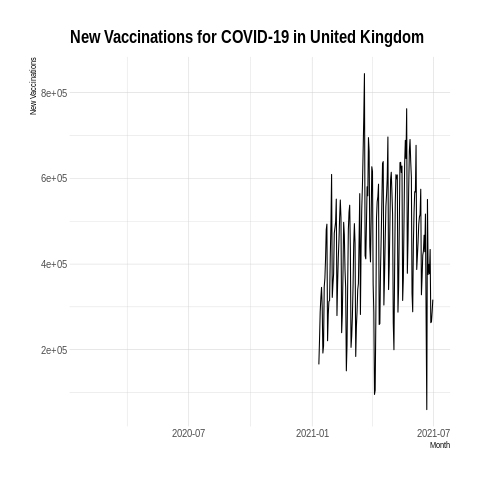 New Vaccinations for COVID-19 in United Kingdom
New Vaccinations
8e+05
6e+05
4e+05
2e+05
2020-07
2021-01
2021-07
Month